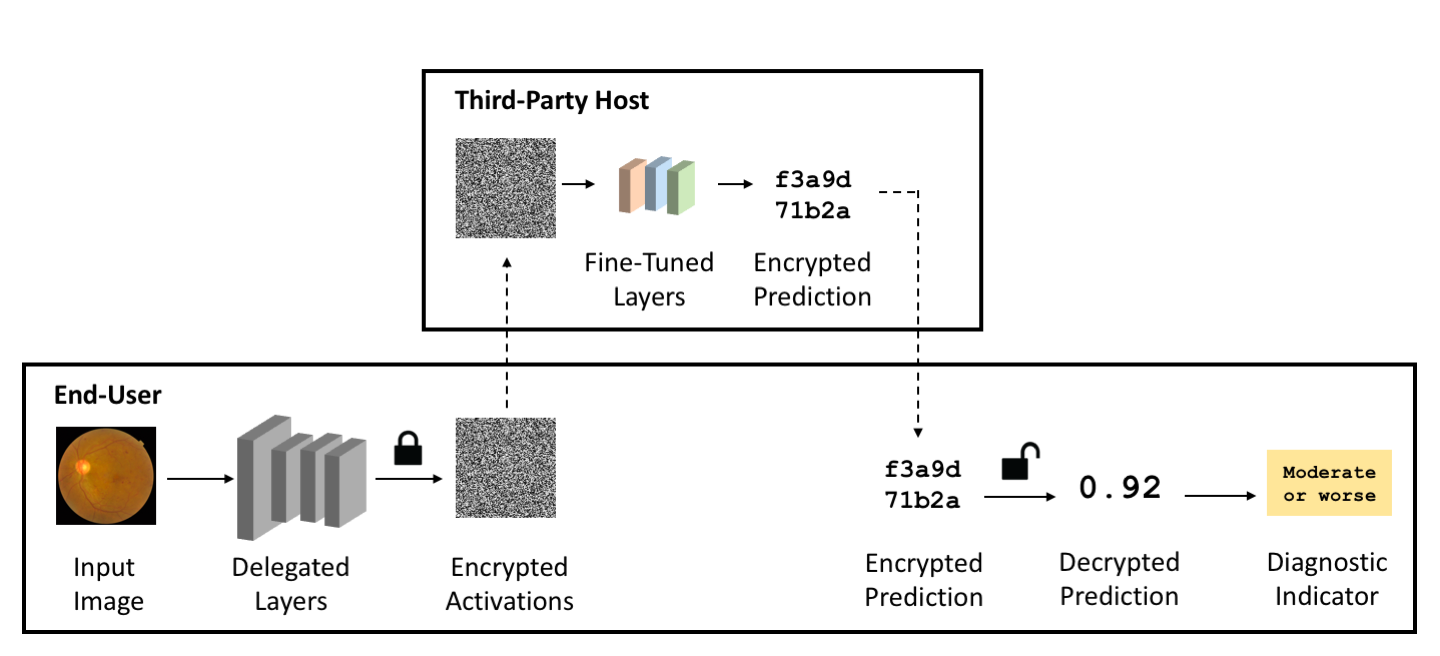 Third-Party Host
f3a9d
71b2a
Fine-Tuned
Layers
Encrypted
Prediction
End-User
Input
Image
Delegated
Layers
Encrypted
Activations
f3a9d
71b2a
Encrypted
Prediction
0.92
Decrypted
Prediction
Moderate
or worse
Diagnostic
Indicator